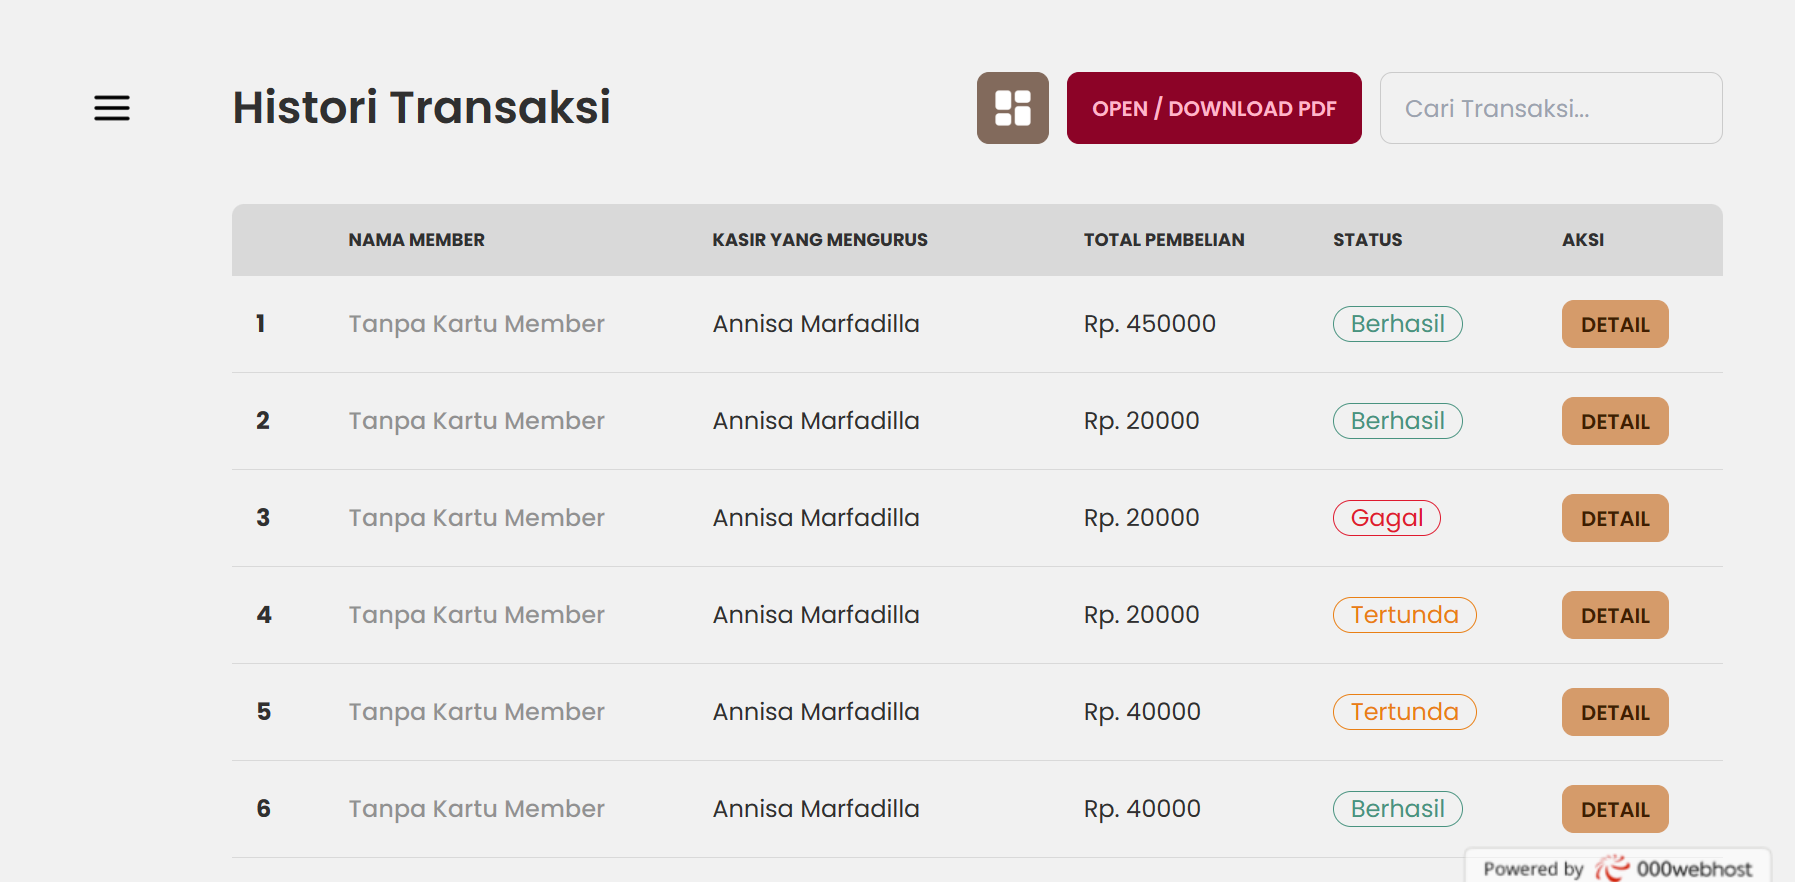 Histori Transaksi
OPEN / DOWNLOAD PDF
Cari Transaksi...
NAMA MEMBER KASIR YANG MENGURUS TOTAL PEMBELIAN STATUS AKSI
1 Tanpa Kartu Member Annisa Marfadilla Rp. 450000 Berhasil DETAIL
2 Tanpa Kartu Member Annisa Marfadilla Rp. 20000 Berhasil DETAIL
3 Tanpa Kartu Member Annisa Marfadilla Rp. 20000 Gagal DETAIL
4 Tanpa Kartu Member Annisa Marfadilla Rp. 20000 Tertunda DETAIL
5 Tanpa Kartu Member Annisa Marfadilla Rp. 40000 Tertunda DETAIL
6 Tanpa Kartu Member Annisa Marfadilla Rp. 40000 Berhasil DETAIL
Powered by 000webhost